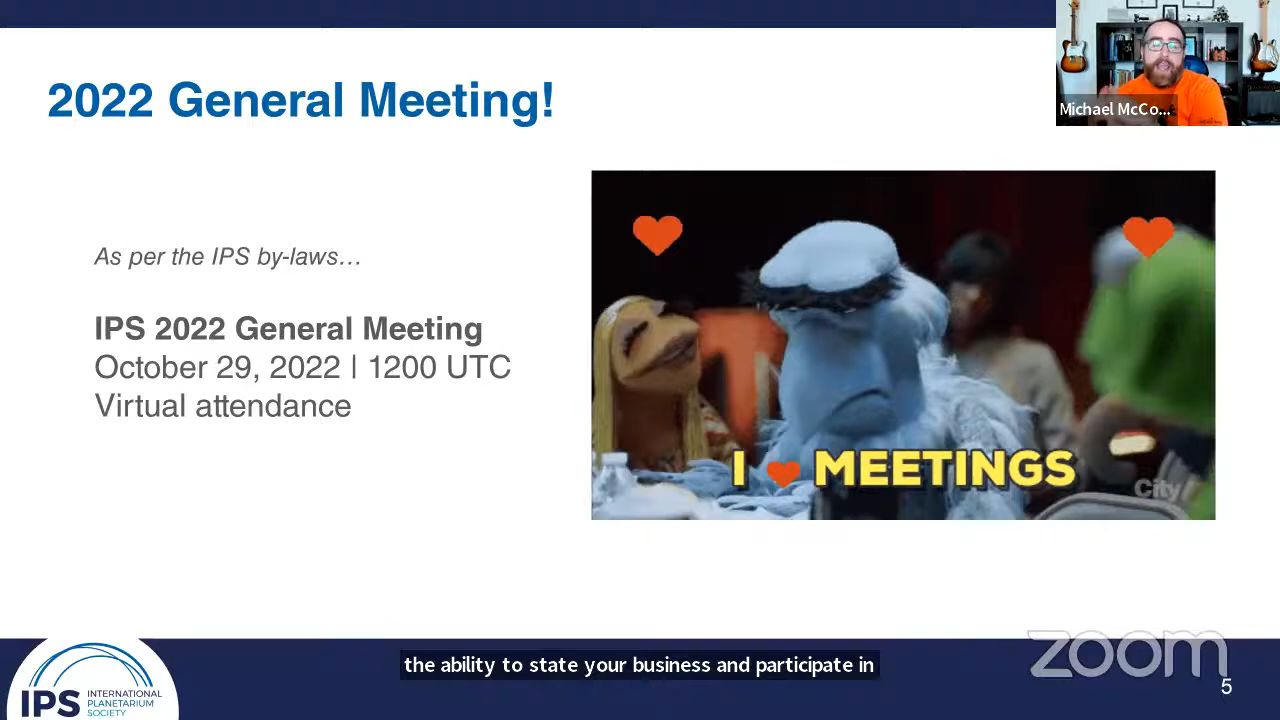 2022 General Meeting!
Michael McCo...
As per the IPS by-laws…
IPS 2022 General Meeting
October 29, 2022 | 1200 UTC
Virtual attendance
I ❤ MEETINGS
City
the ability to state your business and participate in
zoom
5
IPS
INTERNATIONAL
PLANETARIUM
SOCIETY